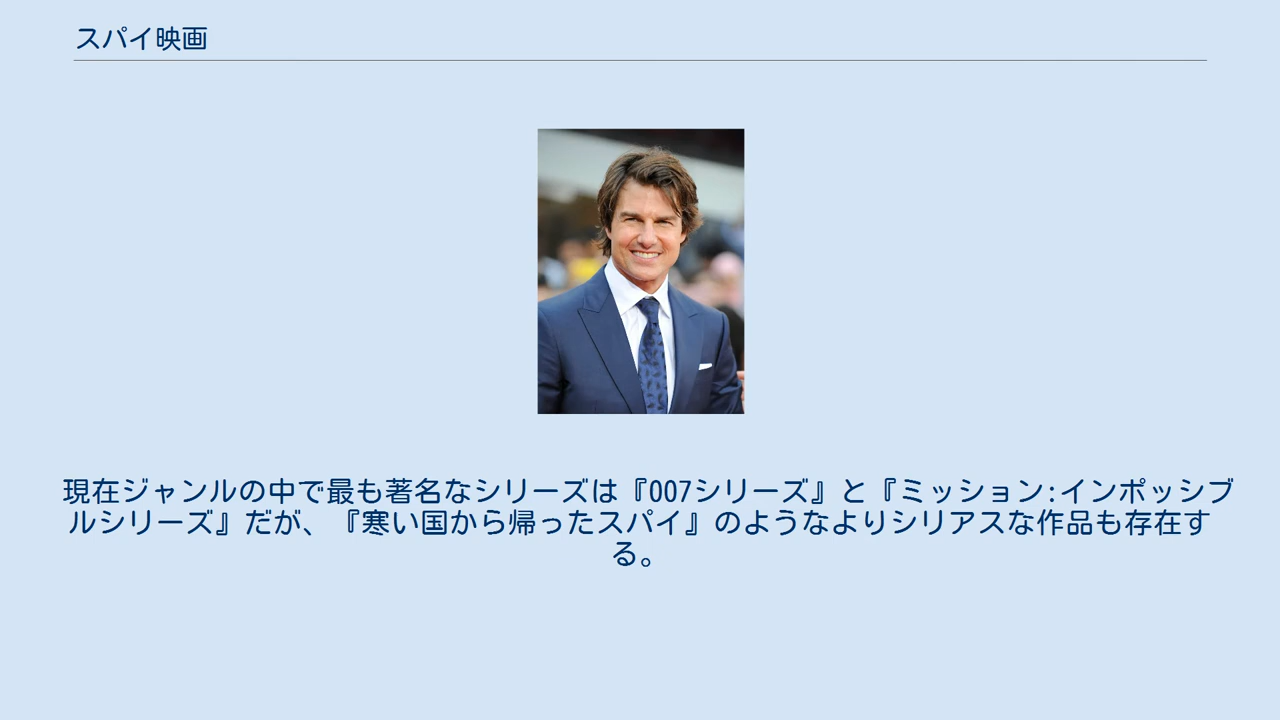 スパイ映画
現在ジャンルの中で最も著名なシリーズは『007シリーズ』と『ミッション:インポッシブ
ルシリーズ』だが、『寒い国から帰ったスパイ』のようなよりシリアスな作品も存在す
る。